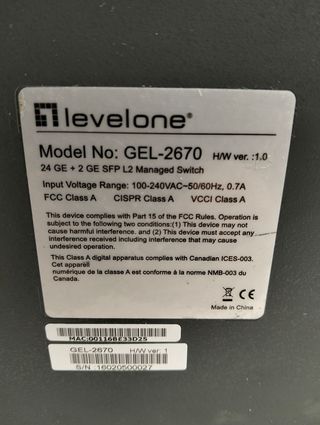 levelone®
Model No: GEL-2670 H/W ver. :1.0
24 GE + 2 GE SFP L2 Managed Switch
Input Voltage Range: 100-240VAC~50/60Hz, 0.7A
FCC Class A CISPR Class A VCCI Class A
This device complies with Part 15 of the FCC Rules. Operation is
subject to the following two conditions:(1) This device may not
cause harmful interference, and (2) This device must accept any
interference received, including interference that may cause
undesired operation.
This Class A digital apparatus complies with Canadian ICES-003.
Cet appareil
numérique de la classe A est conforme à la norme NMB-003 du
Canada.
CE
Made in China
MAC:00116BE33D25
GEL-2670 H/W ver: 1
S/N :16020500027